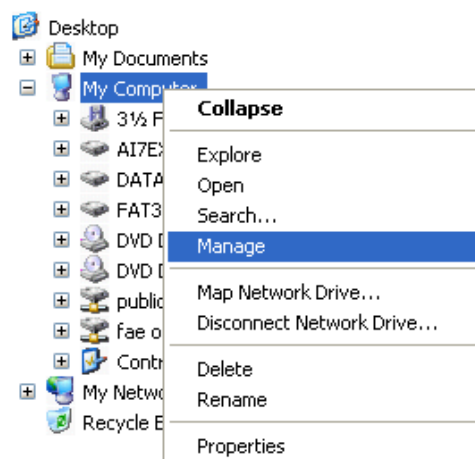 Desktop
My Documents
My Computer
3½ F
AI7EX
DATA
FAT3
DVD
DVD
public
fae o
Contr
My Netwo
Recycle
Collapse
Explore
Open
Search...
Manage
Map Network Drive...
Disconnect Network Drive...
Delete
Rename
Properties